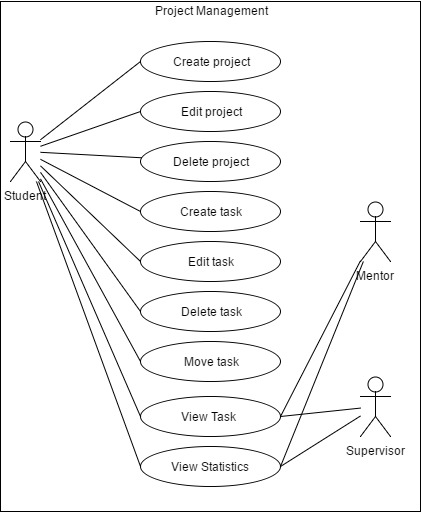 Project Management
Create project
Edit project
Delete project
Student
Create task
Edit task
Mentor
Delete task
Move task
View Task
Supervisor
View Statistics